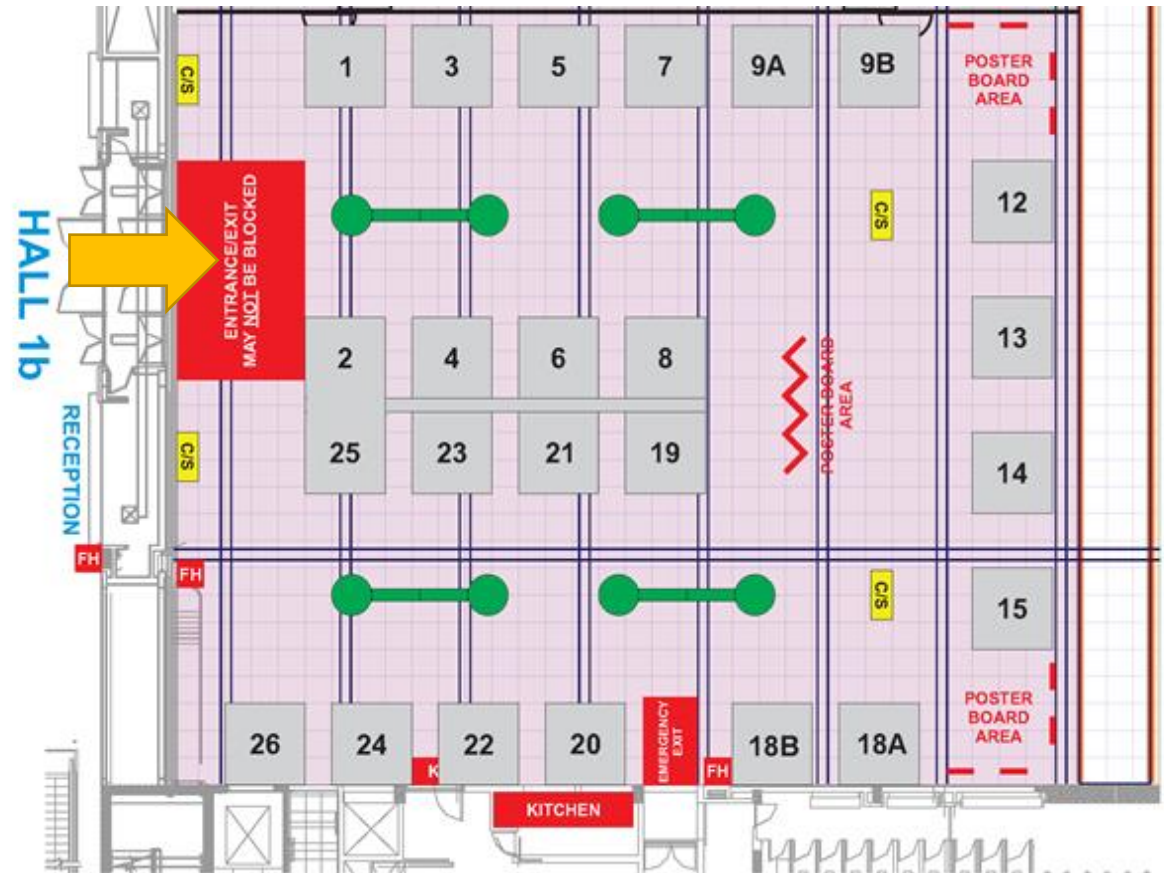 1
3
5
7
9A
9B
POSTER
BOARD
AREA
C/S
ENTRANCE/EXIT
MAY NOT BE BLOCKED
C/S
12
HALL 1b
2
4
6
8
POSTER BOARD
AREA
13
RECEPTION
C/S
25
23
21
19
14
FH
FH
C/S
15
26
24
K
22
20
EMERGENCY
EXIT
FH
18B
18A
POSTER
BOARD
AREA
KITCHEN